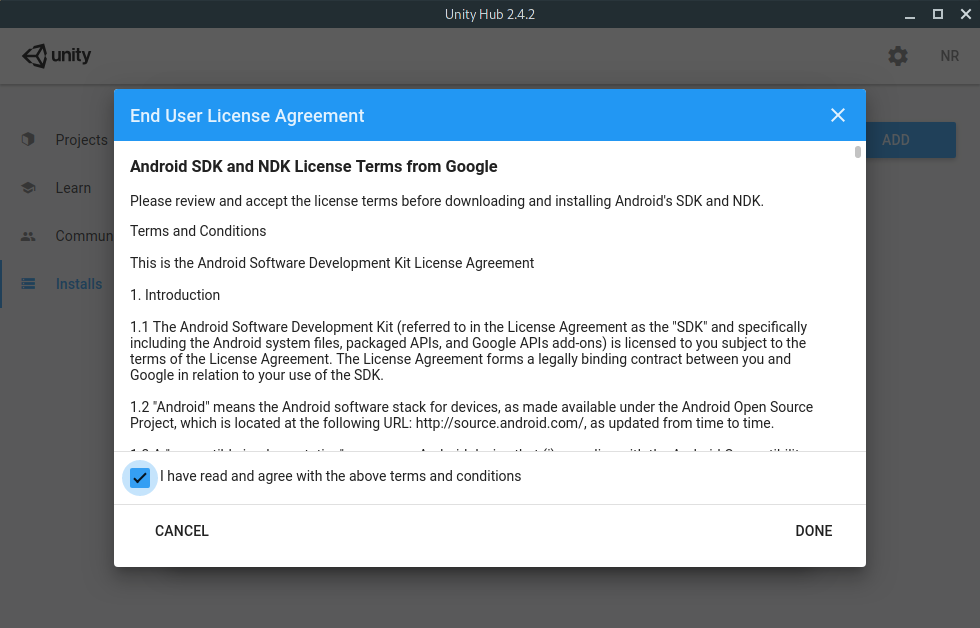 Unity Hub 2.4.2
unity
NR
End User License Agreement
Projects
ADD
Android SDK and NDK License Terms from Google
Learn
Please review and accept the license terms before downloading and installing Android's SDK and NDK.
Commun
Terms and Conditions
This is the Android Software Development Kit License Agreement
Installs
1. Introduction
1.1 The Android Software Development Kit (referred to in the License Agreement as the "SDK" and specifically
including the Android system files, packaged APIs, and Google APIs add-ons) is licensed to you subject to the
terms of the License Agreement. The License Agreement forms a legally binding contract between you and
Google in relation to your use of the SDK.
1.2 "Android" means the Android software stack for devices, as made available under the Android Open Source
Project, which is located at the following URL: http://source.android.com/, as updated from time to time.
I have read and agree with the above terms and conditions
CANCEL
DONE